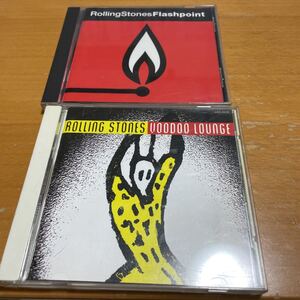 RollingStonesFlashpoint
ROLLING STONES VOODOO LOUNGE